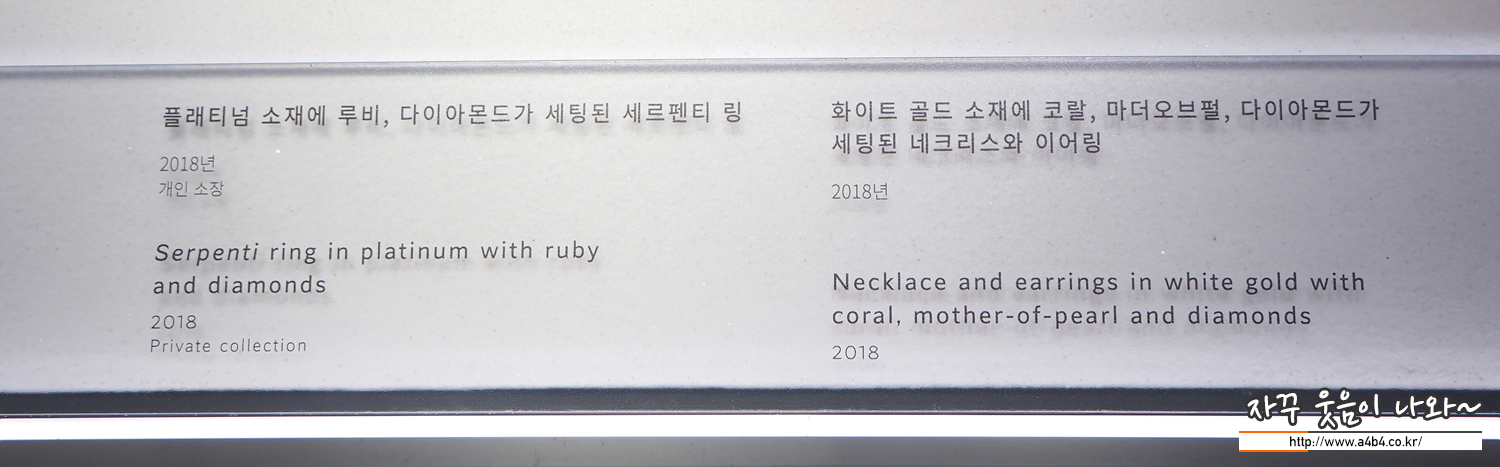 플래티넘 소재에 루비, 다이아몬드가 세팅된 세르펜티 링
2018년
개인 소장
Serpenti ring in platinum with ruby
and diamonds
2018
Private collection
화이트 골드 소재에 코랄, 마더오브펄, 다이아몬드가
세팅된 네크리스와 이어링
2018년
Necklace and earrings in white gold with
coral, mother-of-pearl and diamonds
2018
자꾸 웃음이 나와~
http://www.a4b4.co.kr/